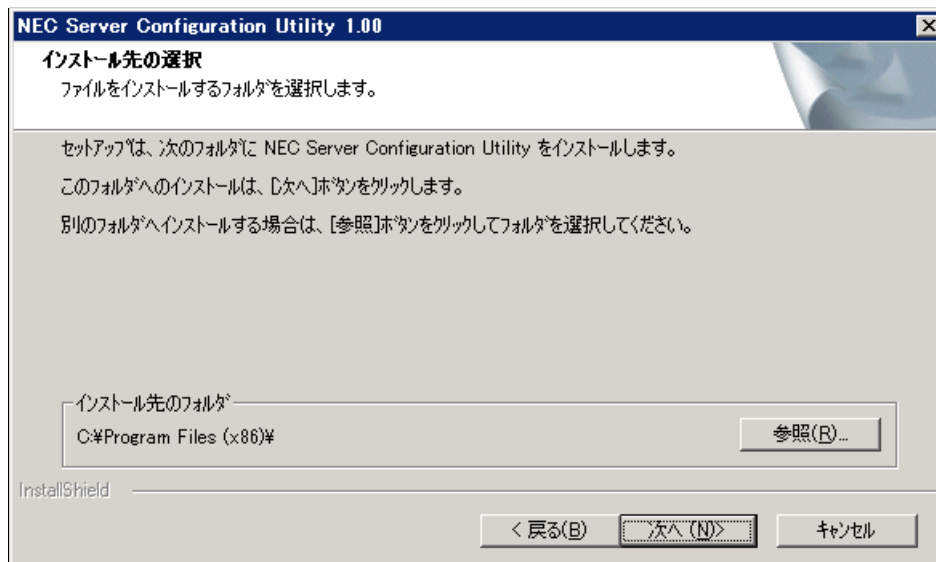 NEC Server Configuration Utility 1.00
インストール先の選択
ファイルをインストールするフォルダを選択します。
セットアップは、次のフォルダに NEC Server Configuration Utility をインストールします。
このフォルダへのインストールは、[次へ]ボタンをクリックします。
別のフォルダへインストールする場合は、[参照]ボタンをクリックしてフォルダを選択してください。
インストール先のフォルダ
C:¥Program Files (x86)¥
参照(R)...
InstallShield
< 戻る(B)
次へ (N)>
キャンセル